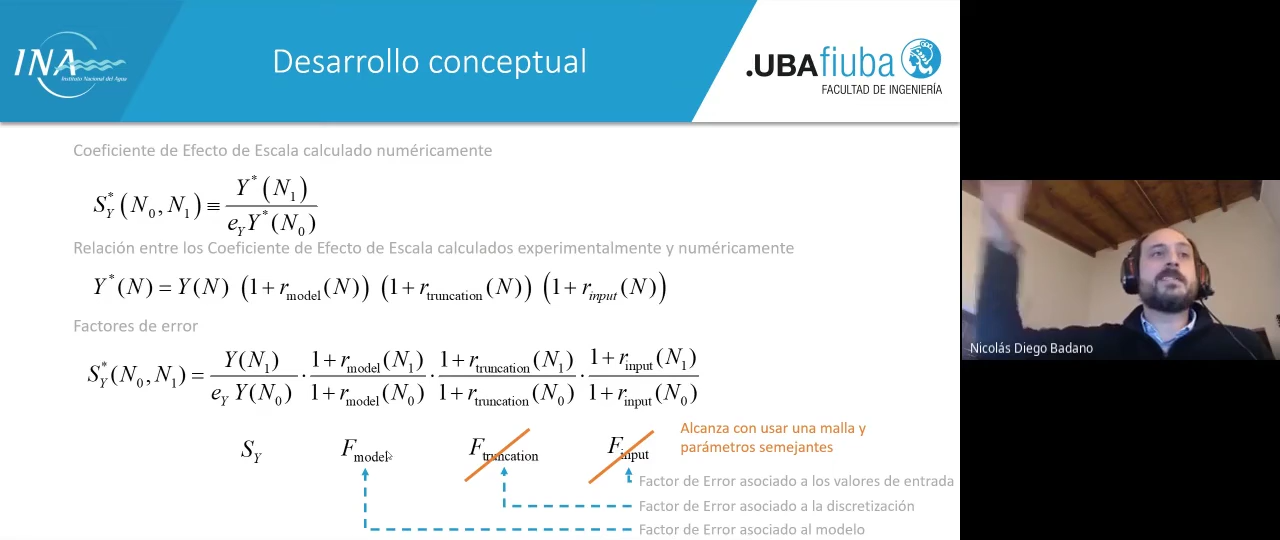 INA
Instituto Nacional del Agua
Desarrollo conceptual
.UBAfiuba
FACULTAD DE INGENIERÍA
Coeficiente de Efecto de Escala calculado numéricamente
S*_Y (N_0, N_1) ≡ Y*(N_1) / e_Y Y*(N_0)
Relación entre los Coeficiente de Efecto de Escala calculados experimentalmente y numéricamente
Y*(N) = Y(N) (1 + r_model(N)) (1 + r_truncation(N)) (1 + r_input(N))
Factores de error
S*_Y(N_0, N_1) = Y(N_1) / e_Y Y(N_0) · 1 + r_model(N_1) / 1 + r_model(N_0) · 1 + r_truncation(N_1) / 1 + r_truncation(N_0) · 1 + r_input(N_1) / 1 + r_input(N_0)
S_Y F_model F_truncation F_input
Alcanza con usar una malla y
parámetros semejantes
Factor de Error asociado a los valores de entrada
Factor de Error asociado a la discretización
Factor de Error asociado al modelo
Nicolás Diego Badano